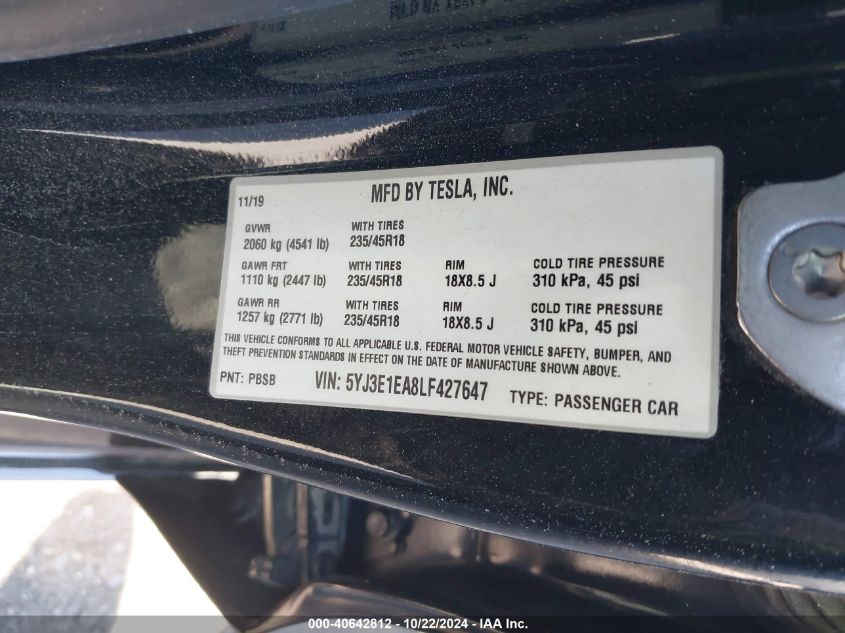 MFD BY TESLA, INC.
11/19
GVWR WITH TIRES
2060 kg (4541 lb) 235/45R18
GAWR FRT WITH TIRES RIM COLD TIRE PRESSURE
1110 kg (2447 lb) 235/45R18 18X8.5 J 310 kPa, 45 psi
GAWR RR WITH TIRES RIM COLD TIRE PRESSURE
1257 kg (2771 lb) 235/45R18 18X8.5 J 310 kPa, 45 psi
THIS VEHICLE CONFORMS TO ALL APPLICABLE U.S. FEDERAL MOTOR VEHICLE SAFETY, BUMPER, AND
THEFT PREVENTION STANDARDS IN EFFECT ON THE DATE OF MANUFACTURE SHOWN ABOVE.
PNT: PBSB VIN: 5YJ3E1EA8LF427647 TYPE: PASSENGER CAR
000-40642812 - 10/22/2024 - IAA Inc.